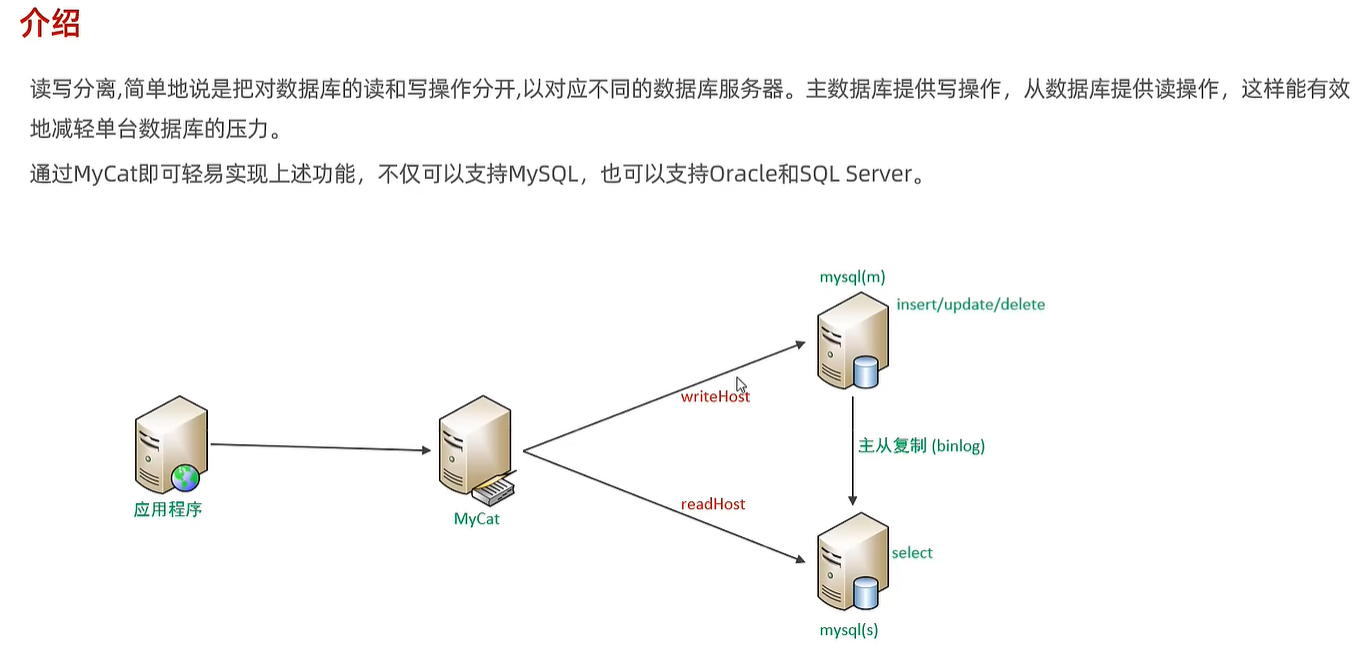 介绍
读写分离,简单地说是把对数据库的读和写操作分开,以对应不同的数据库服务器。主数据库提供写操作，从数据库提供读操作，这样能有效
地减轻单台数据库的压力。
通过MyCat即可轻易实现上述功能，不仅可以支持MySQL，也可以支持Oracle和SQL Server。
mysql(m)
insert/update/delete
writeHost
主从复制 (binlog)
readHost
应用程序
MyCat
select
mysql(s)